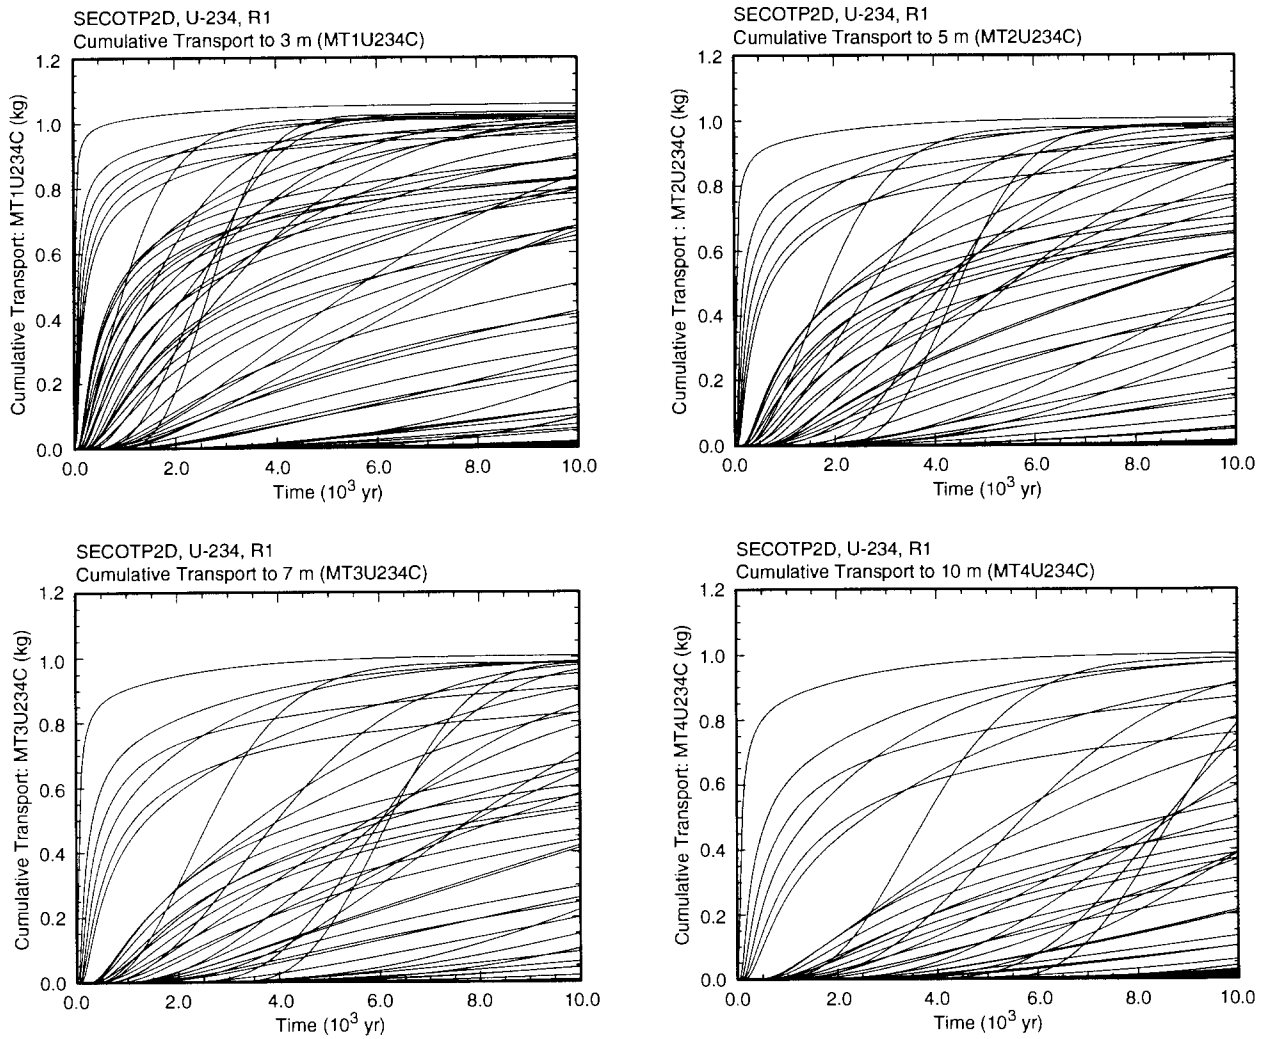 SECOTP2D, U-234, R1
Cumulative Transport to 3 m (MT1U234C)
1.2
1.0
0.8
0.6
0.4
0.2
0.0
Cumulative Transport: MT1U234C (kg)
0.0 2.0 4.0 6.0 8.0 10.0
Time (10³ yr)
SECOTP2D, U-234, R1
Cumulative Transport to 5 m (MT2U234C)
1.2
1.0
0.8
0.6
0.4
0.2
0.0
Cumulative Transport : MT2U234C (kg)
0.0 2.0 4.0 6.0 8.0 10.0
Time (10³ yr)
SECOTP2D, U-234, R1
Cumulative Transport to 7 m (MT3U234C)
1.2
1.0
0.8
0.6
0.4
0.2
0.0
Cumulative Transport: MT3U234C (kg)
0.0 2.0 4.0 6.0 8.0 10.0
Time (10³ yr)
SECOTP2D, U-234, R1
Cumulative Transport to 10 m (MT4U234C)
1.2
1.0
0.8
0.6
0.4
0.2
0.0
Cumulative Transport: MT4U234C (kg)
0.0 2.0 4.0 6.0 8.0 10.0
Time (10³ yr)